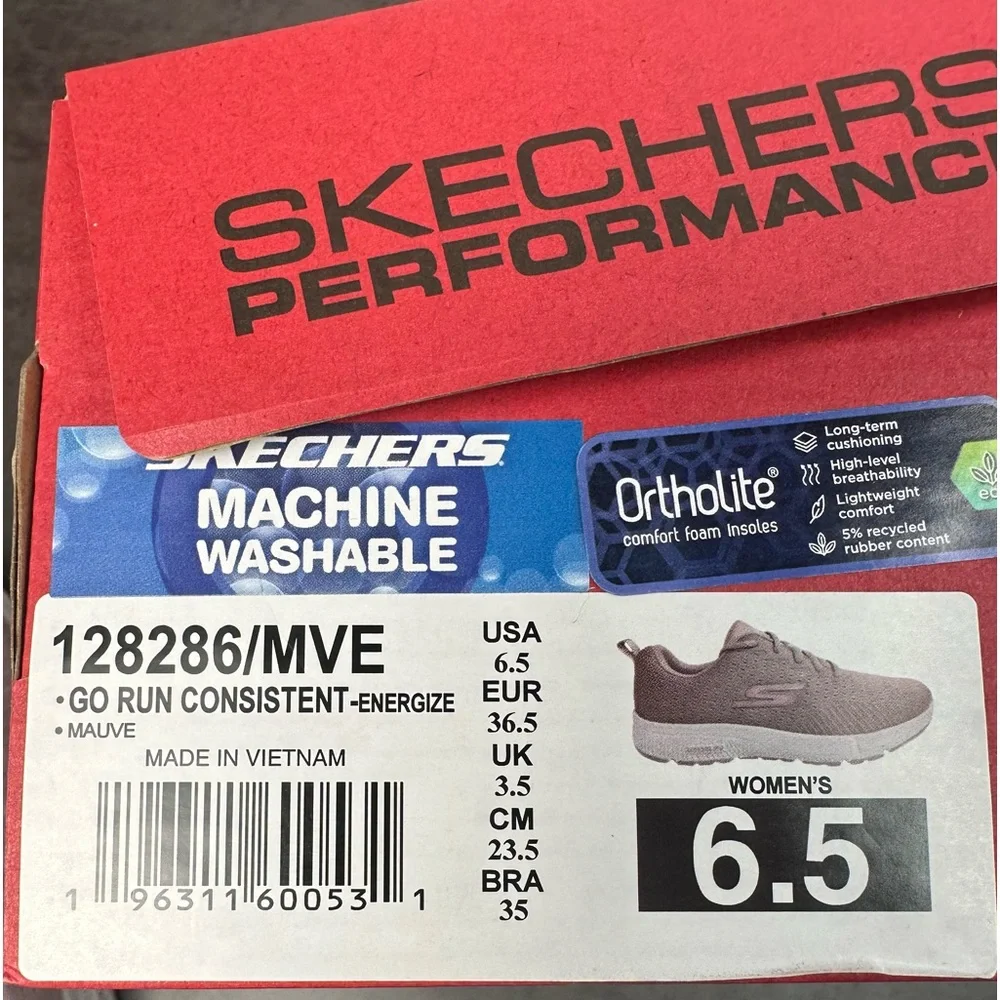 SKECHERS
PERFORMANC
SKECHERS
MACHINE
WASHABLE
Ortholite®
comfort foam insoles
Long-term
cushioning
High-level
breathability
Lightweight
comfort
5% recycled
rubber content
128286/MVE
• GO RUN CONSISTENT-ENERGIZE
• MAUVE
MADE IN VIETNAM
1 96311 60053 1
USA
6.5
EUR
36.5
UK
3.5
CM
23.5
BRA
35
WOMEN'S
6.5